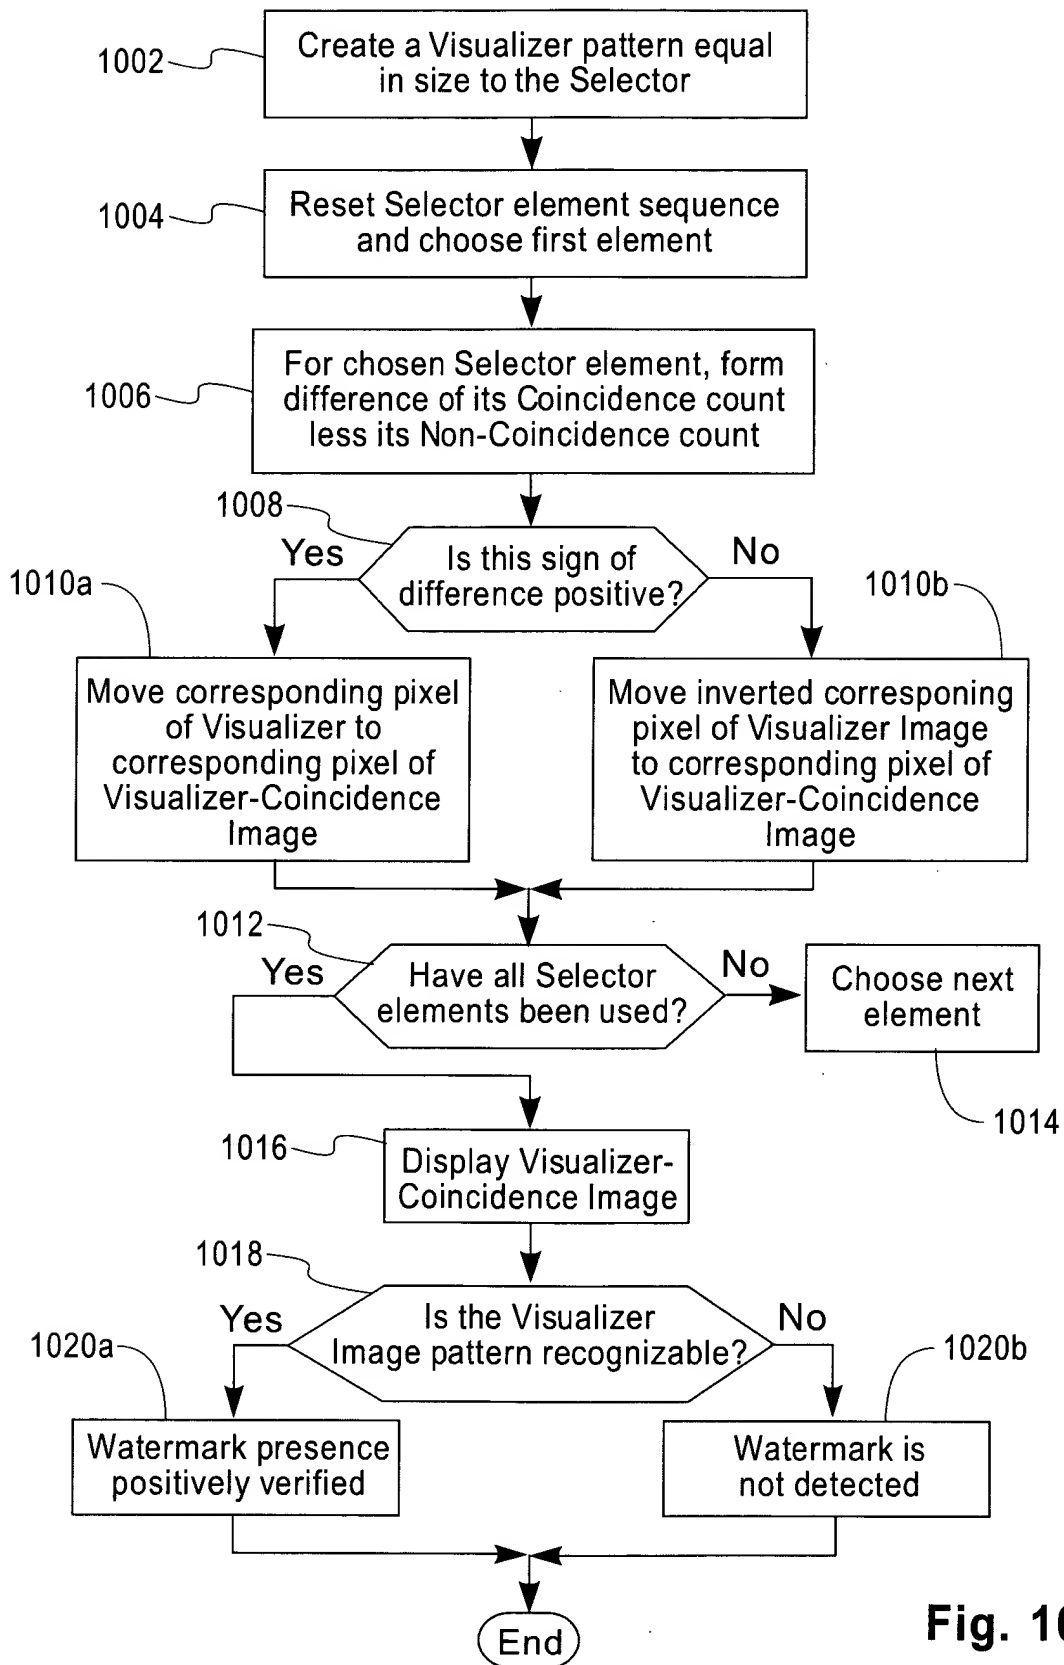 Create a Visualizer pattern equal
in size to the Selector
1002
Reset Selector element sequence
and choose first element
1004
For chosen Selector element, form
difference of its Coincidence count
less its Non-Coincidence count
1006
1008
Yes
Is this sign of
difference positive?
No
1010a
1010b
Move corresponding pixel
of Visualizer to
corresponding pixel of
Visualizer-Coincidence
Image
Move inverted corresponing
pixel of Visualizer Image
to corresponding pixel of
Visualizer-Coincidence
Image
1012
Yes
Have all Selector
elements been used?
No
Choose next
element
1014
1016
Display Visualizer-
Coincidence Image
1018
Yes
Is the Visualizer
Image pattern recognizable?
No
1020a
1020b
Watermark presence
positively verified
Watermark is
not detected
End
Fig.